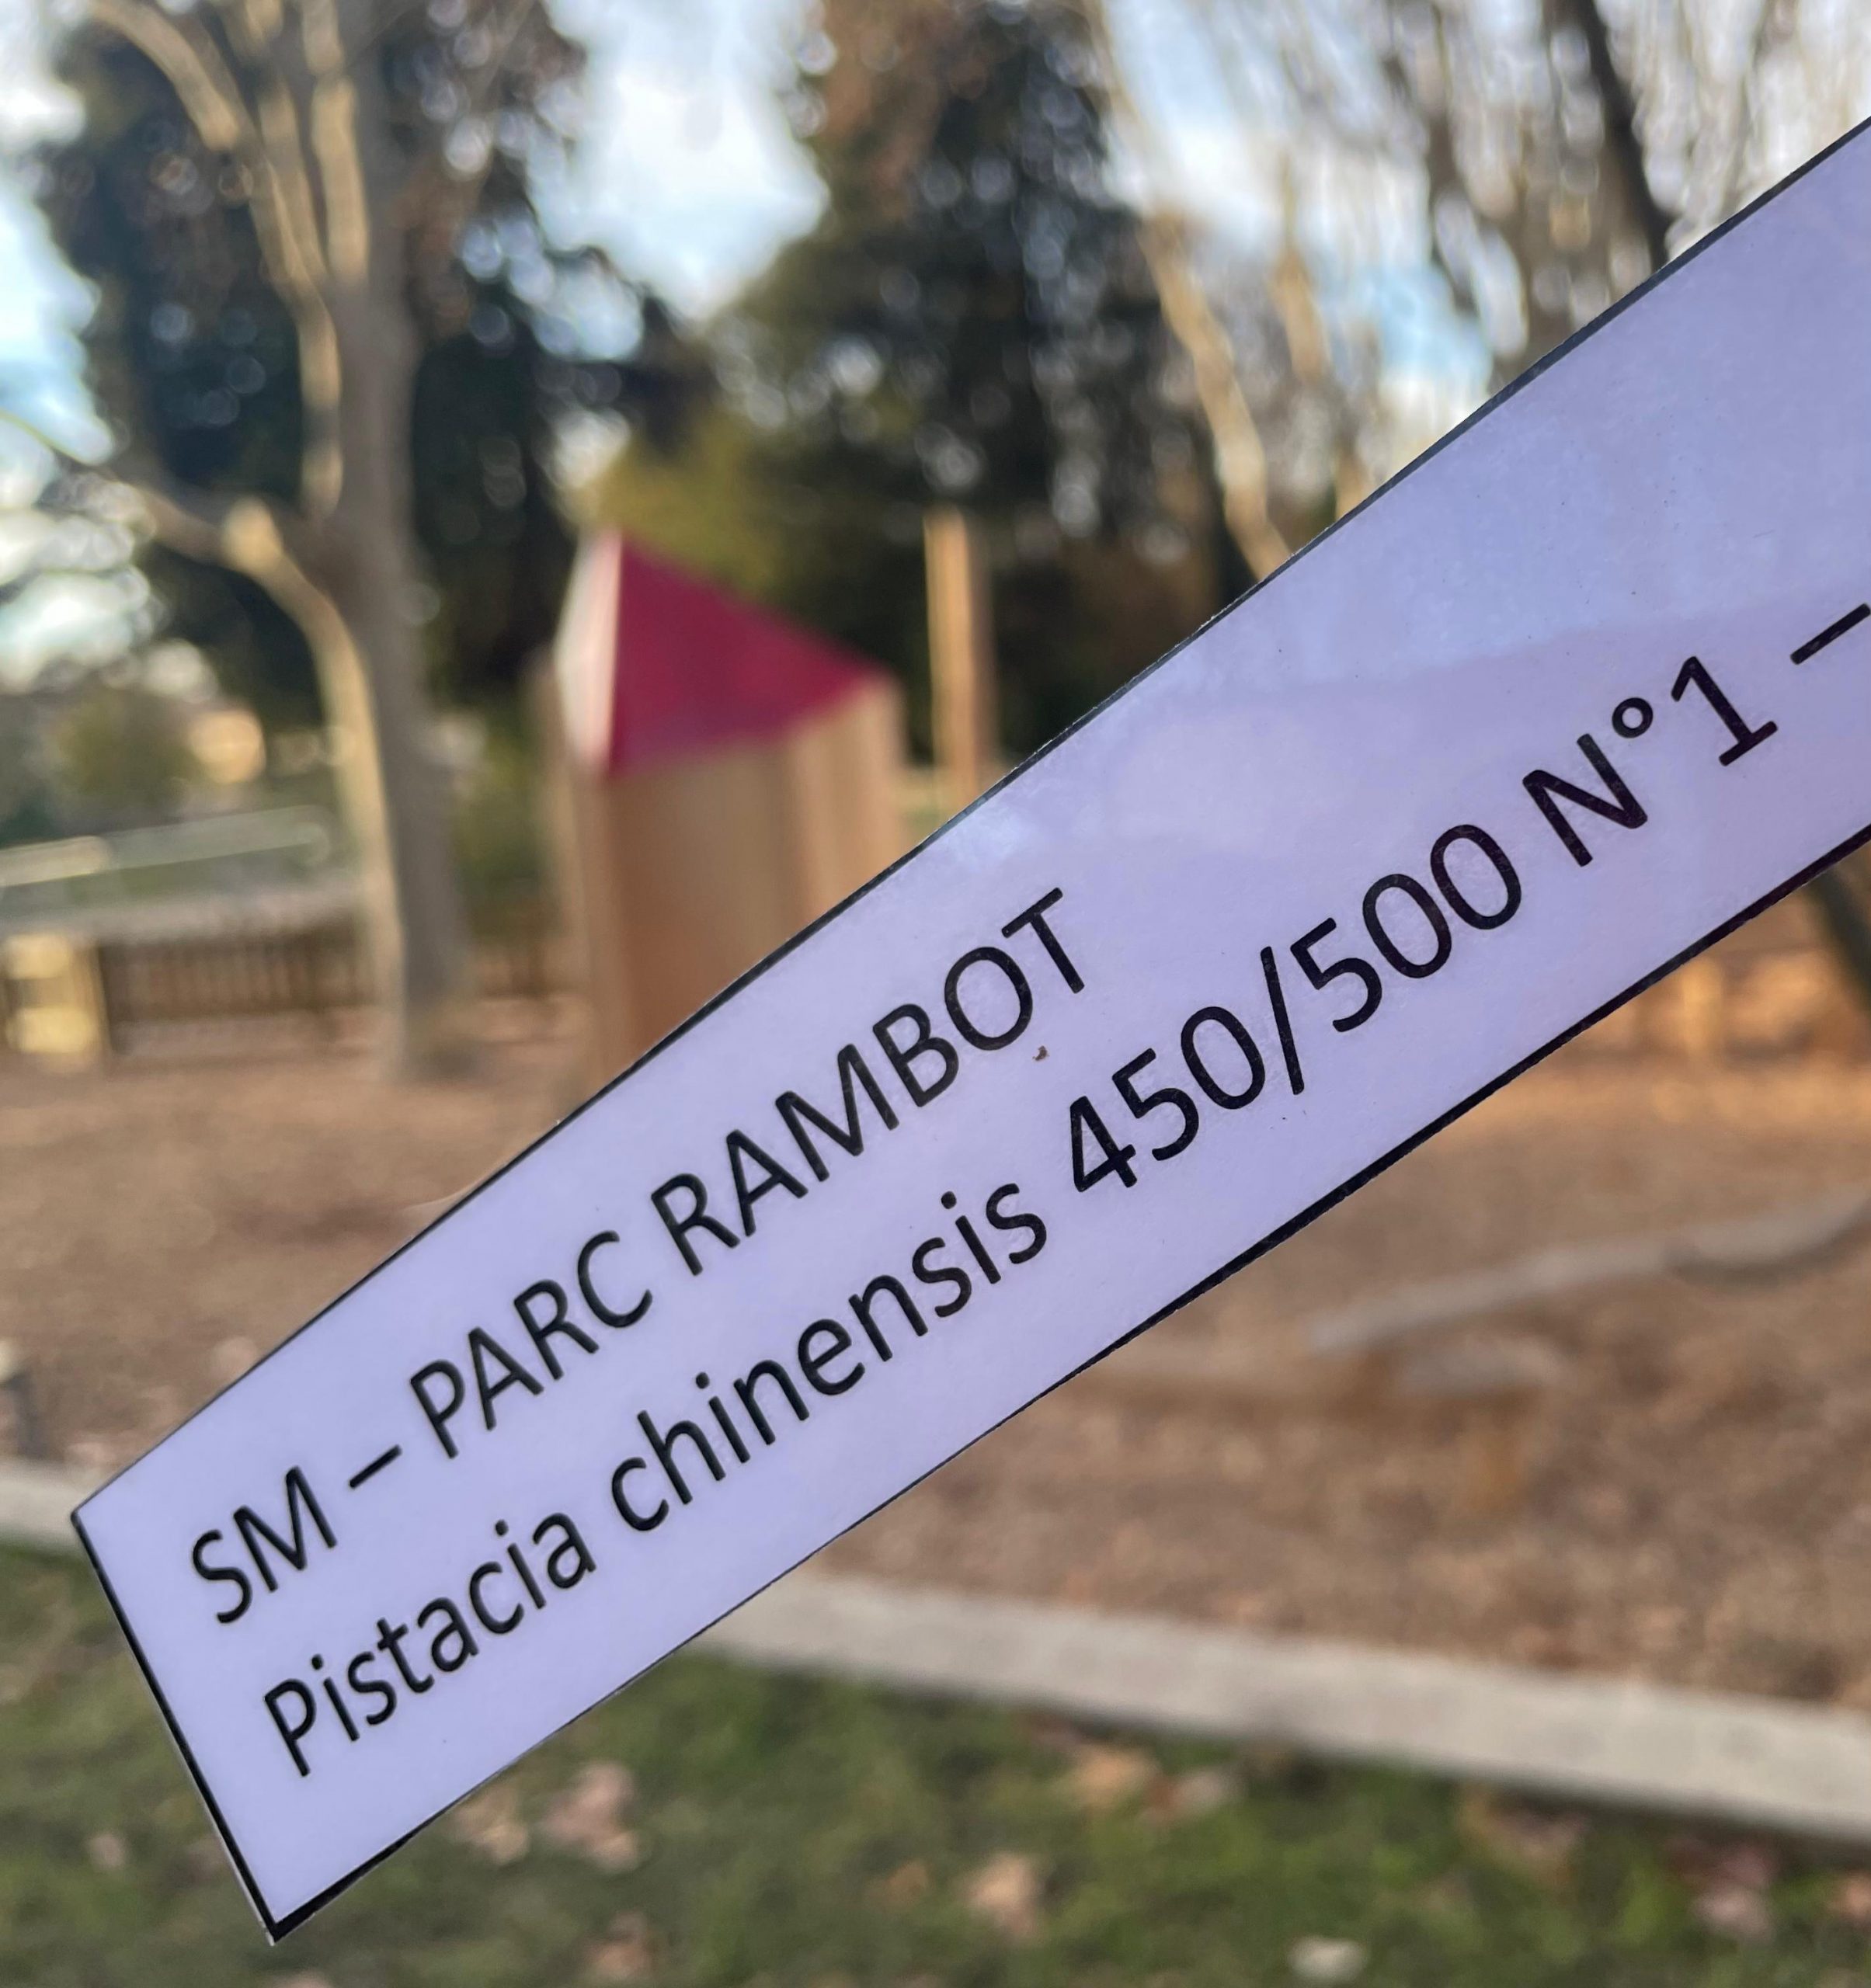 SM – PARC RAMBOT
Pistacia chinensis 450/500 N°1 –